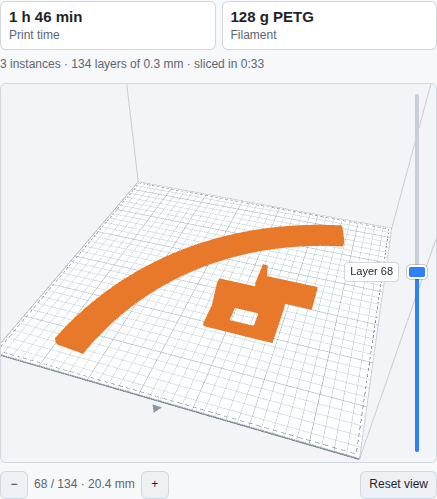 1 h 46 min
Print time
128 g PETG
Filament
3 instances · 134 layers of 0.3 mm · sliced in 0:33
Layer 68
− 68 / 134 · 20.4 mm + Reset view